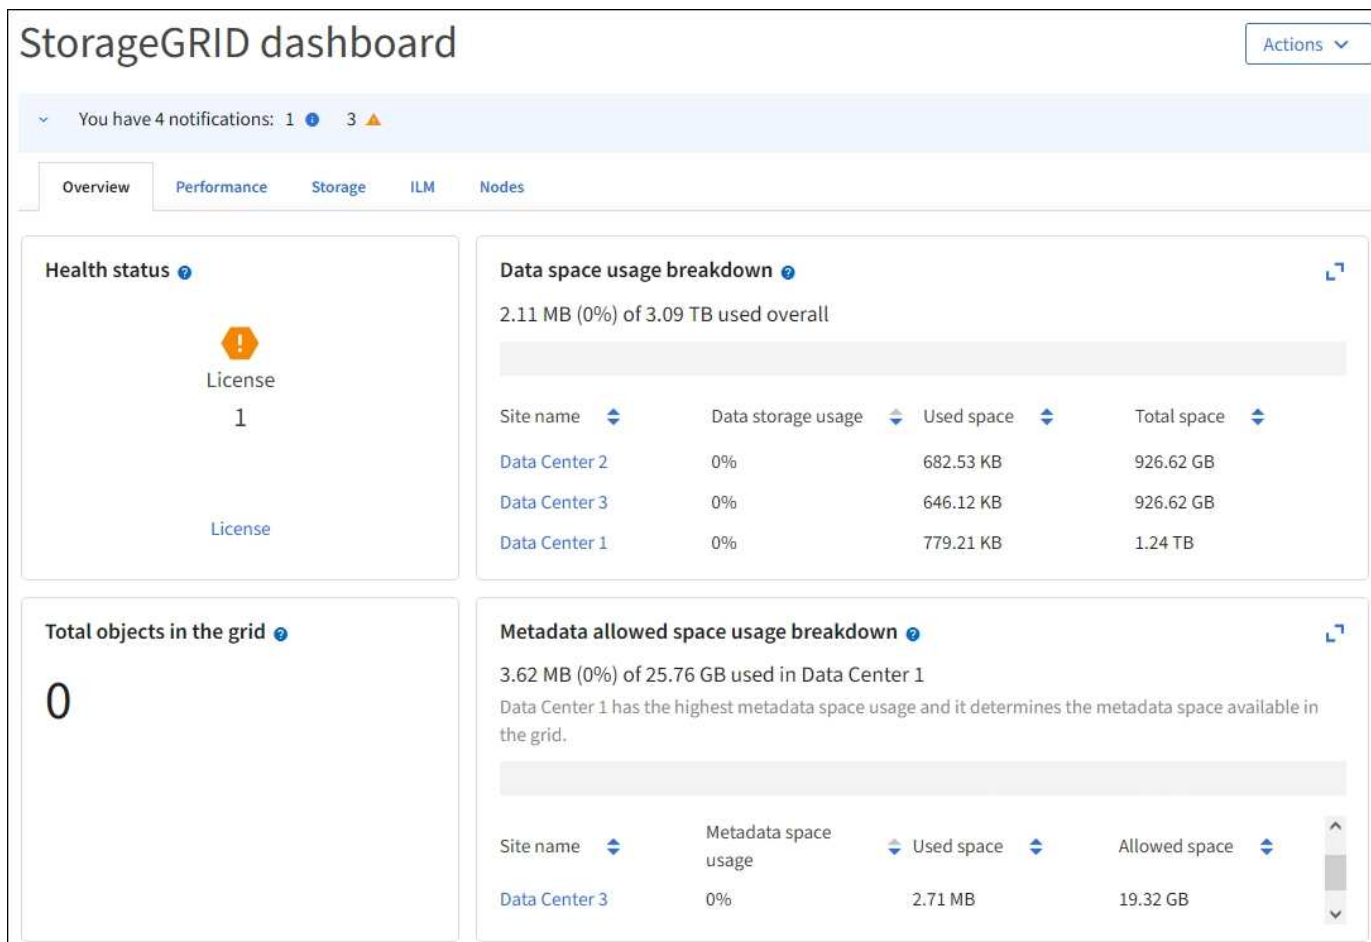 StorageGRID dashboard
Actions
You have 4 notifications: 1 3
Overview Performance Storage ILM Nodes
Health status
License
1
License
Data space usage breakdown
2.11 MB (0%) of 3.09 TB used overall
Site name Data storage usage Used space Total space
Data Center 2 0% 682.53 KB 926.62 GB
Data Center 3 0% 646.12 KB 926.62 GB
Data Center 1 0% 779.21 KB 1.24 TB
Total objects in the grid
0
Metadata allowed space usage breakdown
3.62 MB (0%) of 25.76 GB used in Data Center 1
Data Center 1 has the highest metadata space usage and it determines the metadata space available in
the grid.
Site name Metadata space usage Used space Allowed space
Data Center 3 0% 2.71 MB 19.32 GB